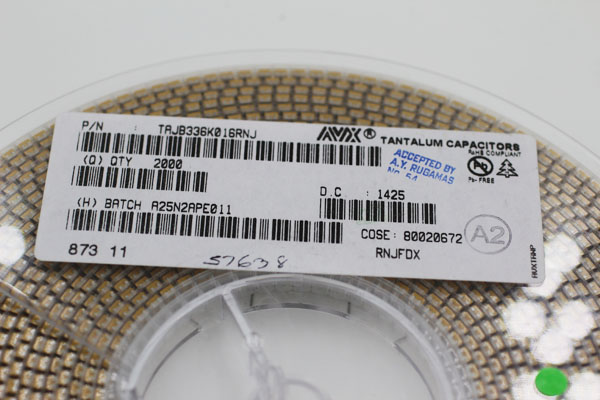 P/N : TAJB336K016RNJ
AVX ® TANTALUM CAPACITORS
RoHS COMPLIANT
Pb- FREE
(Q) QTY 2000
ACCEPTED BY
A.Y. RUGAMAS
NO. 54
D.C : 1425
(H) BATCH A25N2APE011
COSE: 80020672
A2
RNJFDX
873 11
57638